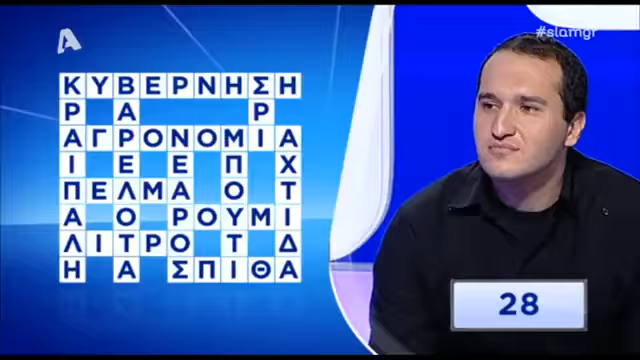 A
#slamgr
ΚΥΒΕΡΝΗΣΗ
Ρ Α Ρ
ΑΓΡΟΝΟΜΙΑ
Ι Ε Ε Π Χ
ΠΕΛΜΑ Ο Τ
Α Ο ΡΟΥΜΙ
ΛΙΤΡΟ Τ Δ
Η Α ΣΠΙΘΑ
28